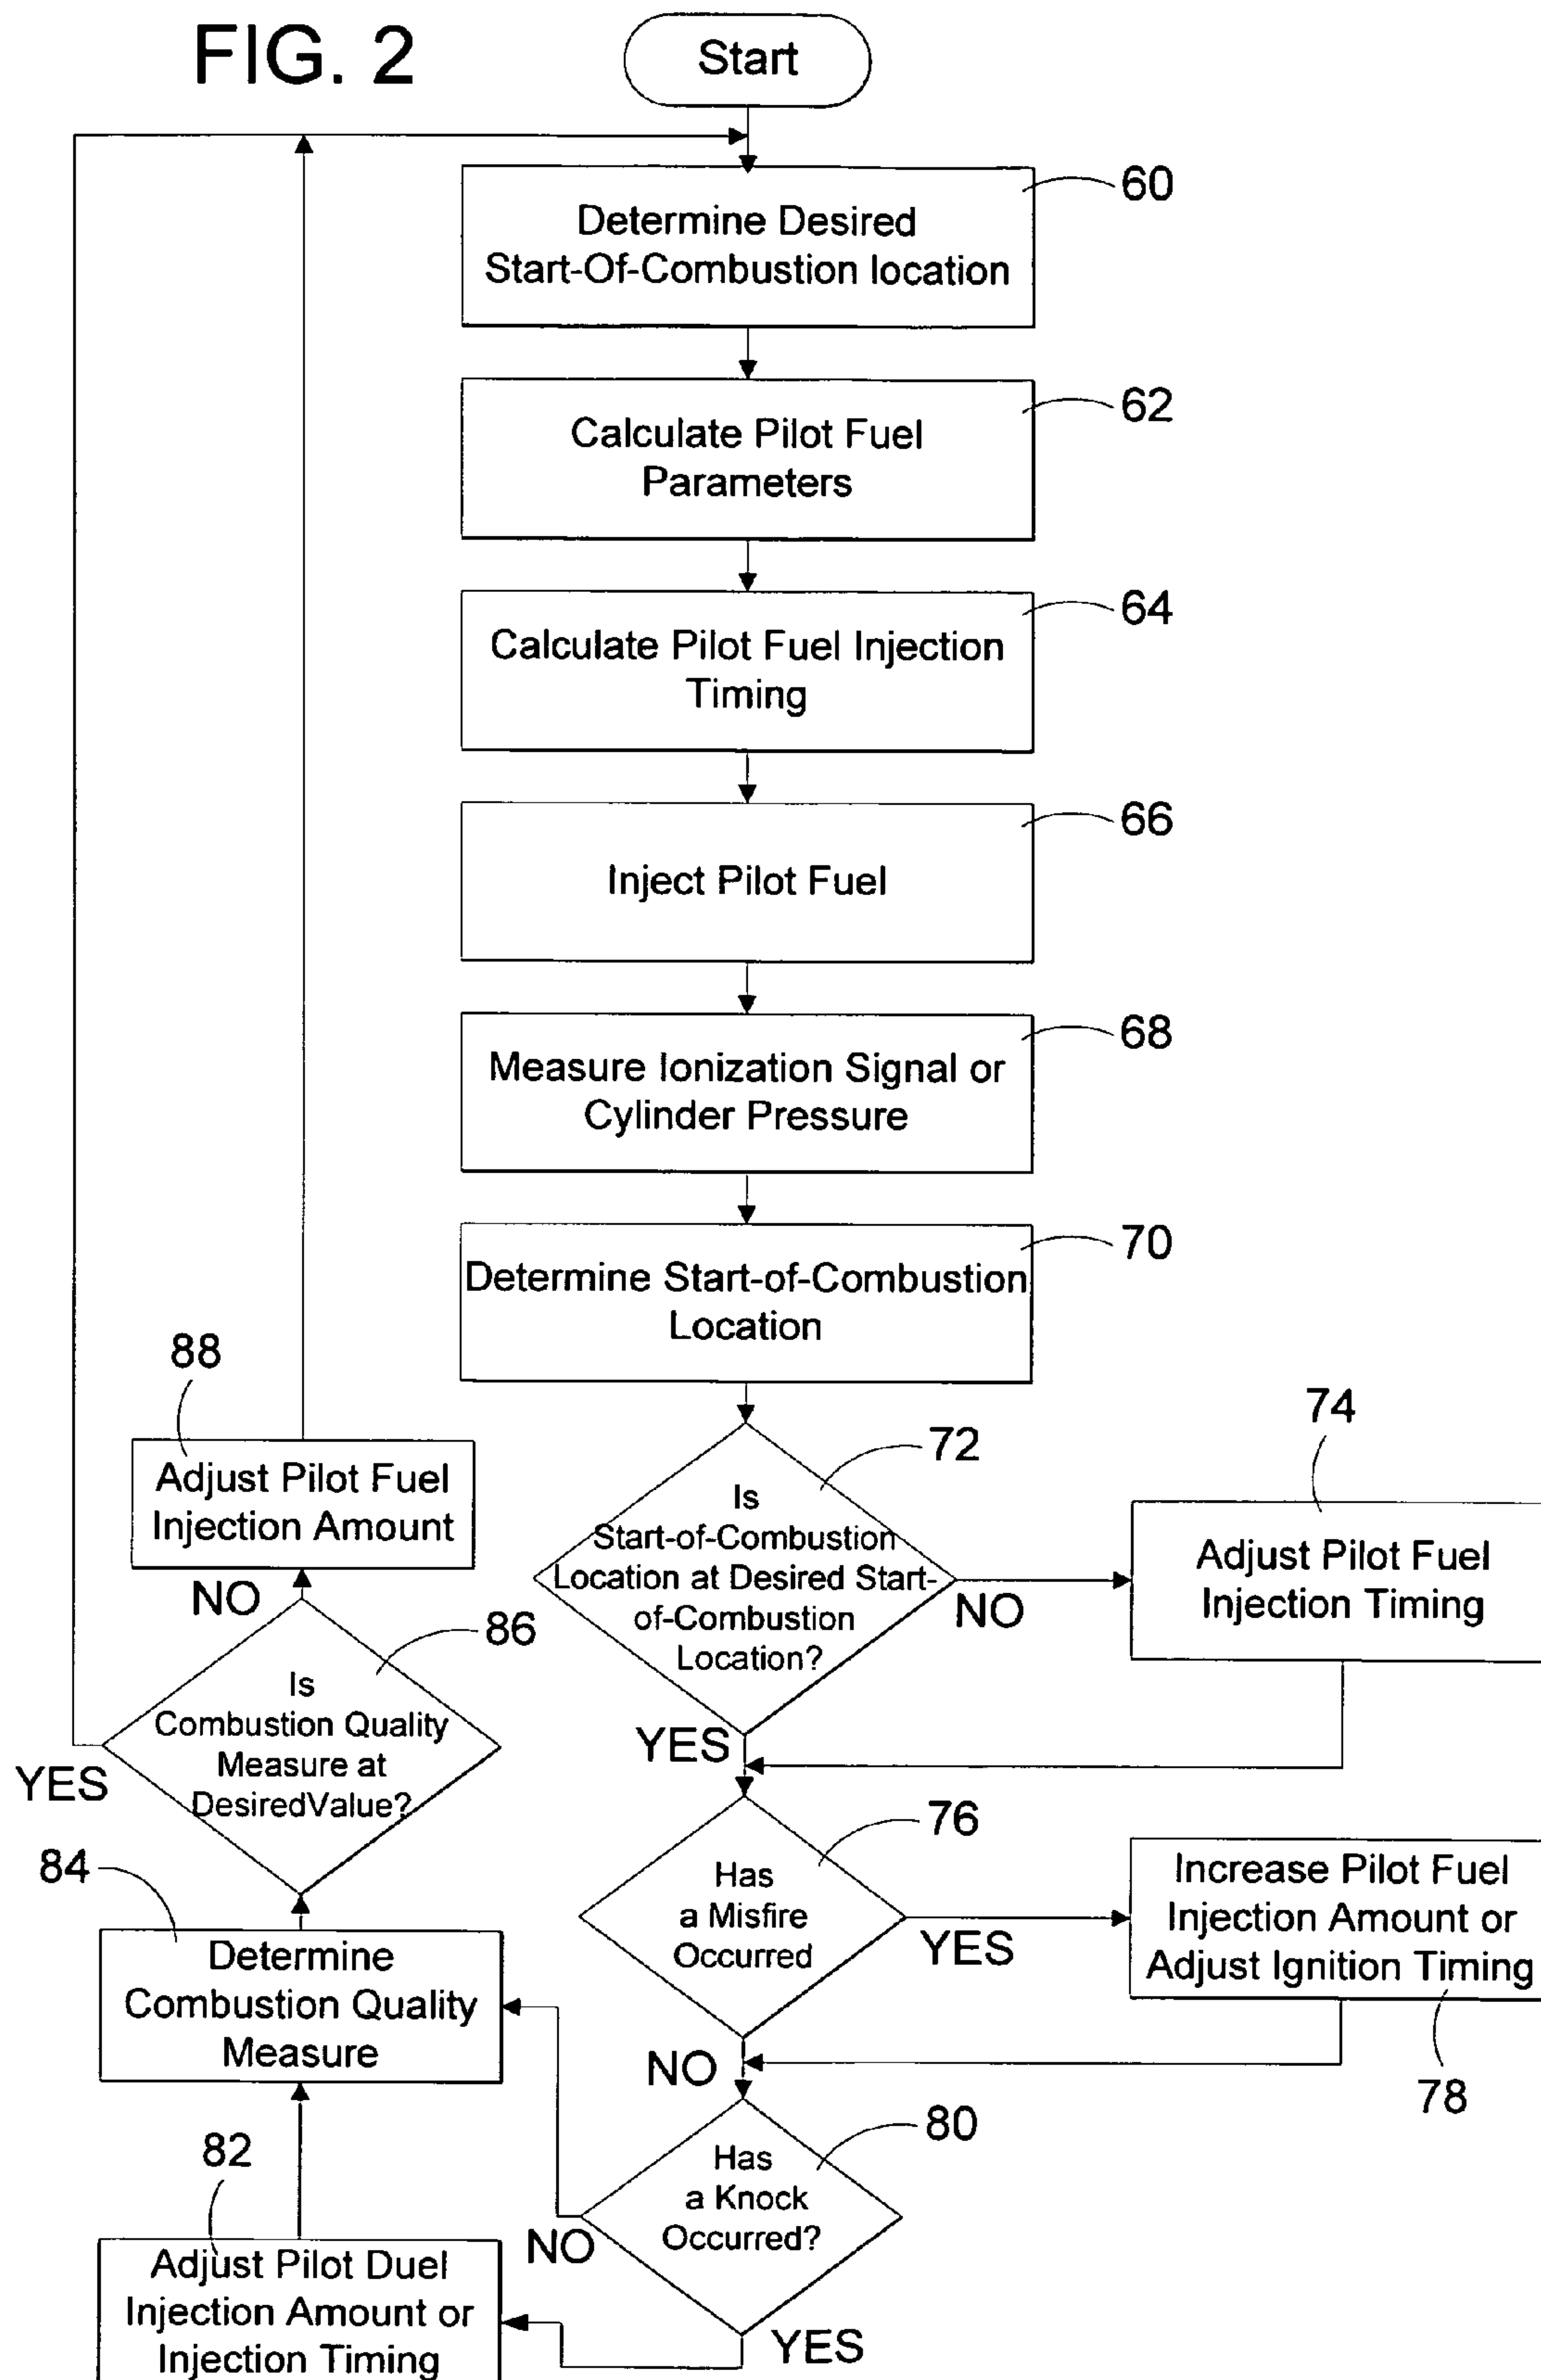 FIG. 2
Start
60
Determine Desired
Start-Of-Combustion location
62
Calculate Pilot Fuel
Parameters
64
Calculate Pilot Fuel Injection
Timing
66
Inject Pilot Fuel
68
Measure Ionization Signal or
Cylinder Pressure
70
Determine Start-of-Combustion
Location
72
Is
Start-of-Combustion
Location at Desired Start-
of-Combustion
Location?
NO
YES
74
Adjust Pilot Fuel
Injection Timing
76
Has
a Misfire
Occurred
YES
NO
Increase Pilot Fuel
Injection Amount or
Adjust Ignition Timing
78
80
Has
a Knock
Occurred?
NO
YES
82
Adjust Pilot Duel
Injection Amount or
Injection Timing
84
Determine
Combustion Quality
Measure
86
Is
Combustion Quality
Measure at
DesiredValue?
YES
NO
88
Adjust Pilot Fuel
Injection Amount